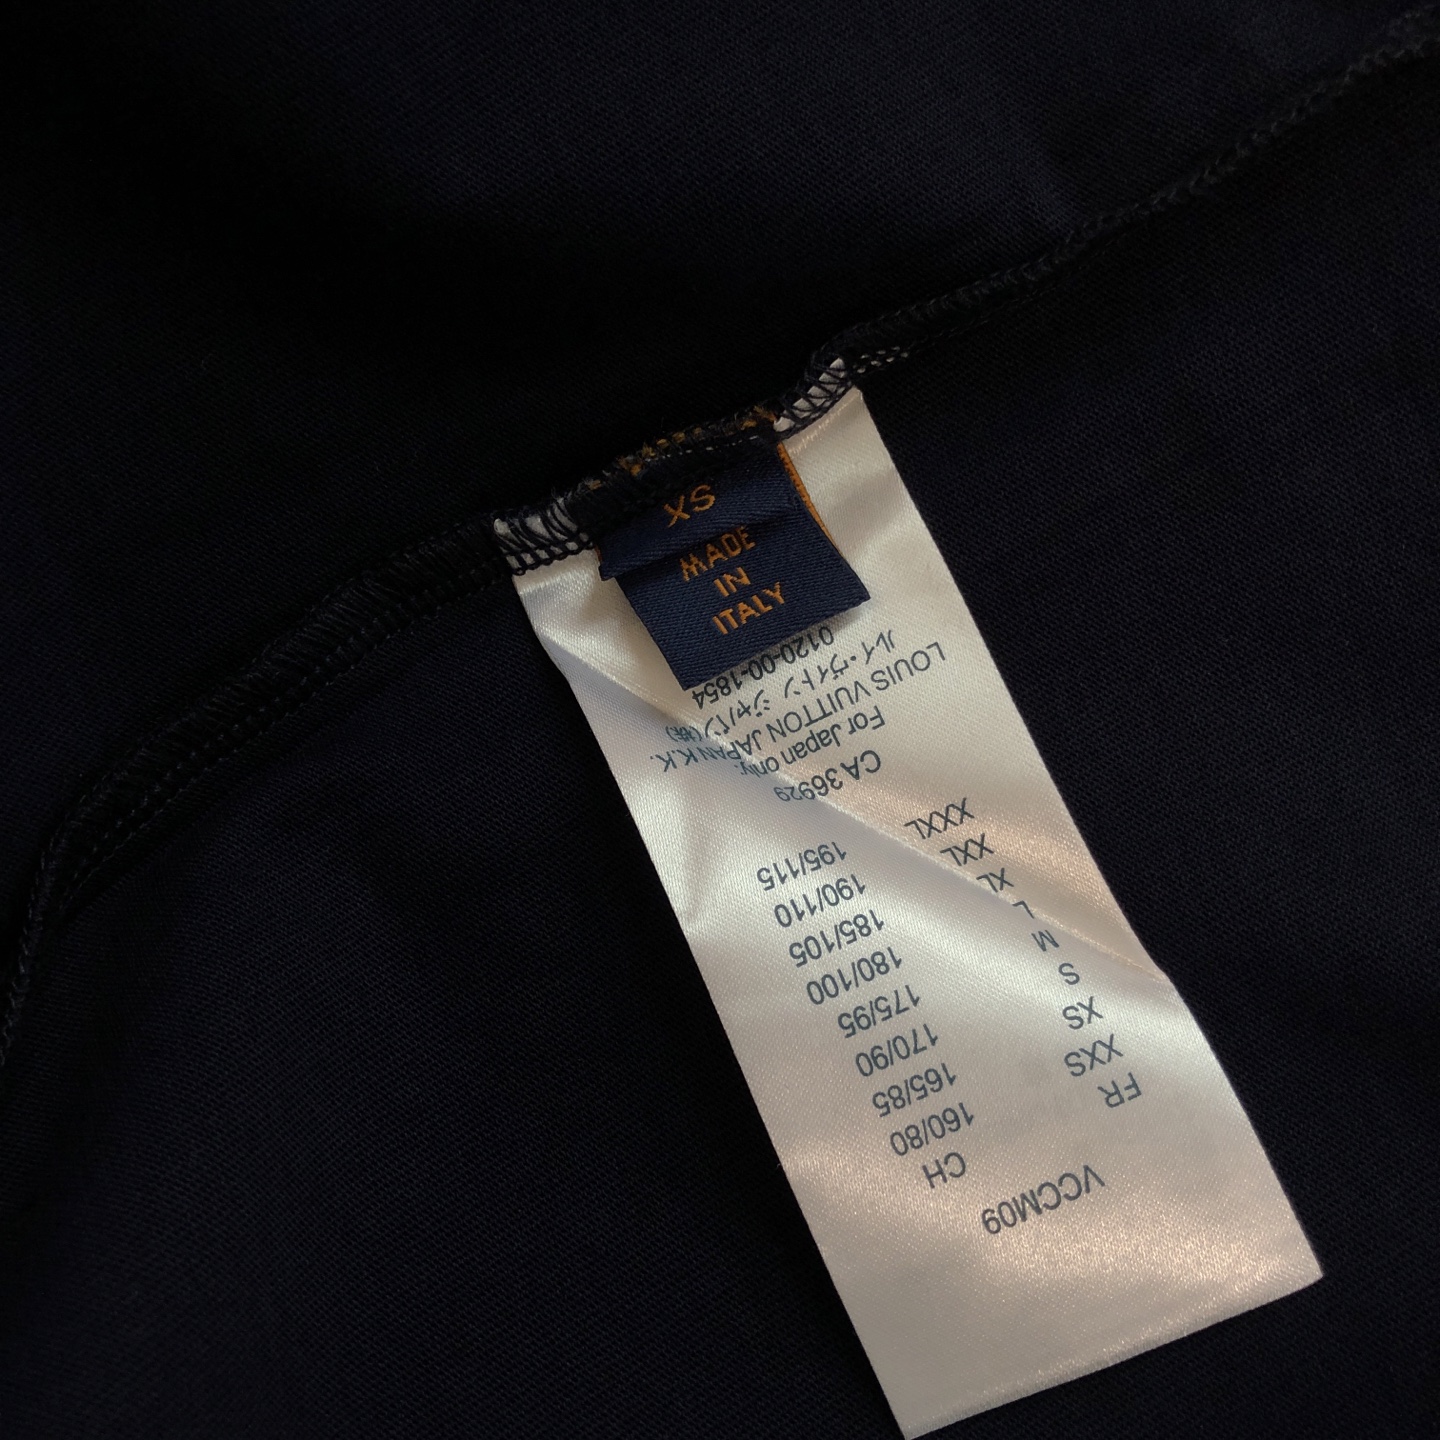 XS
MADE
IN
ITALY
VCCM09
FR CH
XXS 160/80
XS 165/85
S 170/90
M 175/95
L 180/100
XL 185/105
XXL 190/110
XXXL 195/115
CA 36929
For Japan only:
LOUIS VUITTON JAPAN K.K.
ルイ・ヴィトン ジャパン(株)
0120-00-1854